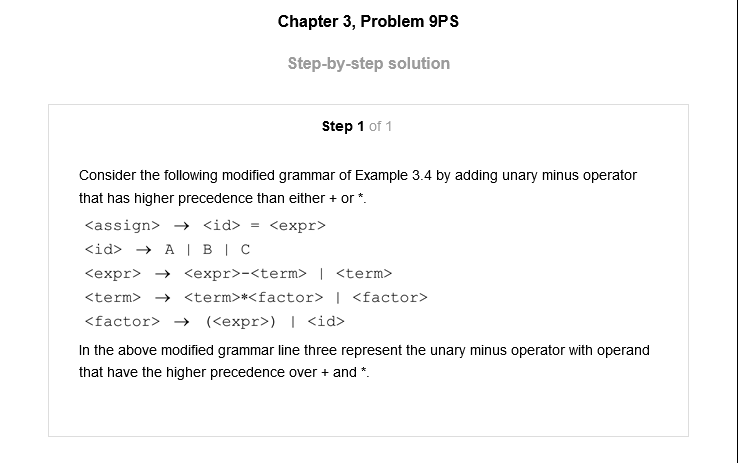 Chapter 3, Problem 9PS
Step-by-step solution
Step 1 of 1
Consider the following modified grammar of Example 3.4 by adding unary minus operator
that has higher precedence than either + or *.
<assign> → <id> = <expr>
<id> → A | B | C
<expr> → <expr>-<term> | <term>
<term> → <term>*<factor> | <factor>
<factor> → (<expr>) | <id>
In the above modified grammar line three represent the unary minus operator with operand
that have the higher precedence over + and *.